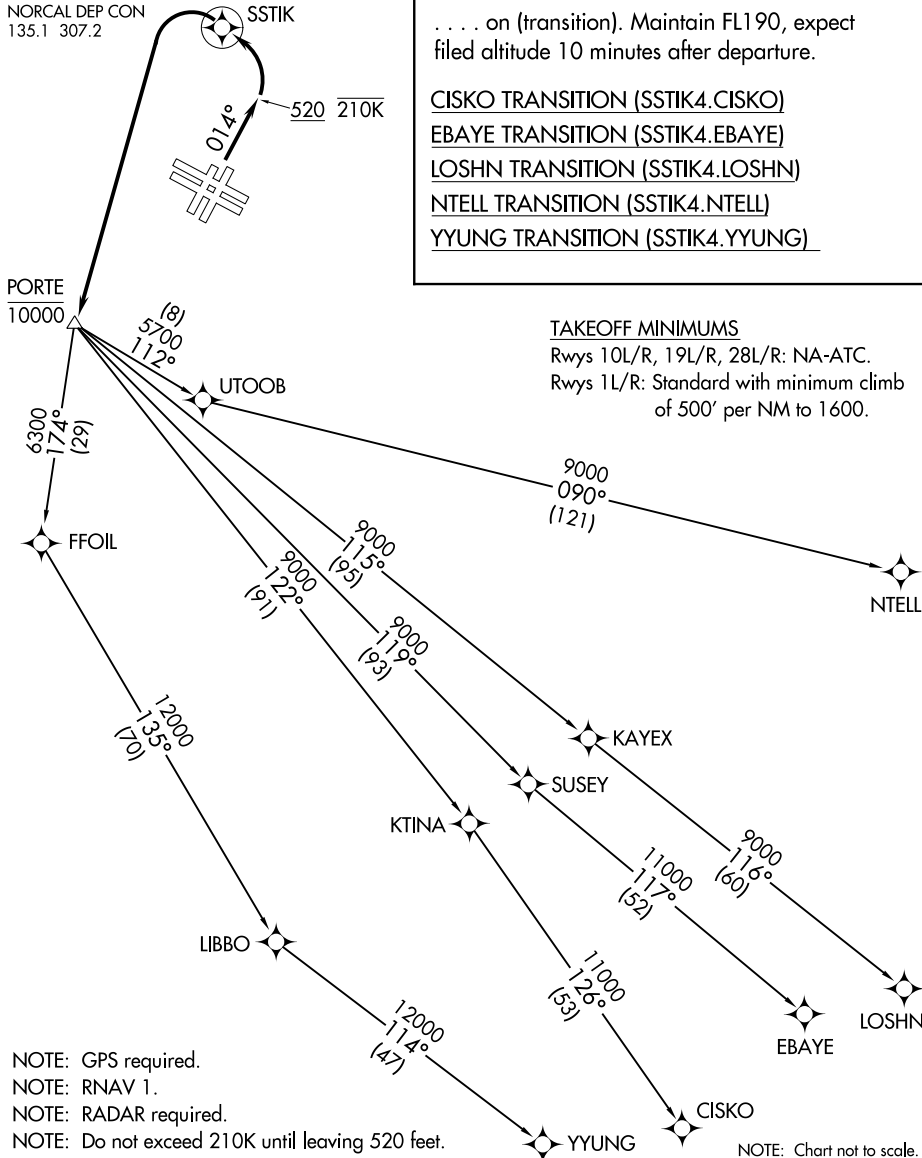 NORCAL DEP CON
135.1 307.2
SSTIK
014°
520 210K
. . . . on (transition). Maintain FL190, expect
filed altitude 10 minutes after departure.
CISKO TRANSITION (SSTIK4.CISKO)
EBAYE TRANSITION (SSTIK4.EBAYE)
LOSHN TRANSITION (SSTIK4.LOSHN)
NTELL TRANSITION (SSTIK4.NTELL)
YYUNG TRANSITION (SSTIK4.YYUNG)
PORTE
10000
(8)
5700
112°
UTOOB
TAKEOFF MINIMUMS
Rwys 10L/R, 19L/R, 28L/R: NA-ATC.
Rwys 1L/R: Standard with minimum climb
of 500' per NM to 1600.
6300
174°
(29)
9000
090°
(121)
FFOIL
9000
115°
(95)
9000
122°
(91)
9000
119°
(93)
NTELL
12000
135°
(70)
KAYEX
SUSEY
KTINA
9000
116°
(60)
11000
117°
(52)
LIBBO
11000
126°
(53)
LOSHN
EBAYE
12000
114°
(47)
CISKO
YYUNG
NOTE: GPS required.
NOTE: RNAV 1.
NOTE: RADAR required.
NOTE: Do not exceed 210K until leaving 520 feet.
NOTE: Chart not to scale.